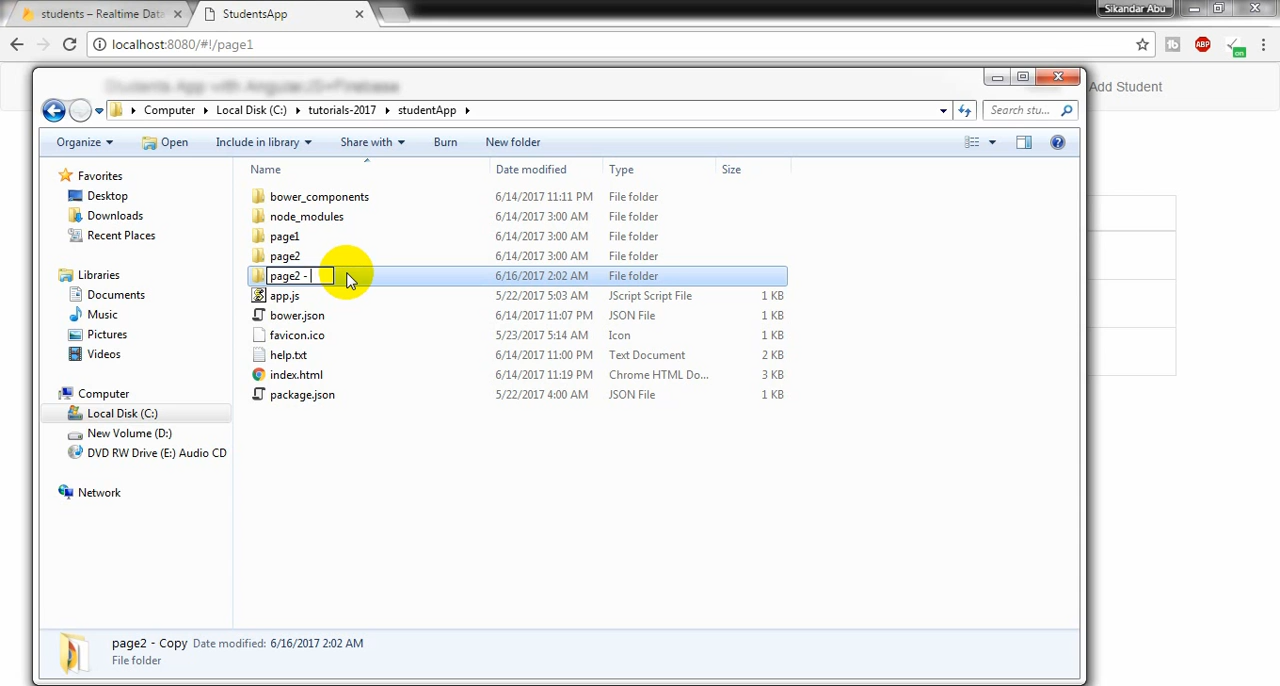 students – Realtime Data
StudentsApp
Sikandar Abu
localhost:8080/#!/page1
Students App with AngularJS+Firebase
Add Student
Computer Local Disk (C:) tutorials-2017 studentApp
Search stu...
Organize Open Include in library Share with Burn New folder
Name Date modified Type Size
Favorites
Desktop
Downloads
Recent Places
Libraries
Documents
Music
Pictures
Videos
Computer
Local Disk (C:)
New Volume (D:)
DVD RW Drive (E:) Audio CD
Network
bower_components 6/14/2017 11:11 PM File folder
node_modules 6/14/2017 3:00 AM File folder
page1 6/14/2017 3:00 AM File folder
page2 6/14/2017 3:00 AM File folder
page2 - 6/16/2017 2:02 AM File folder
app.js 5/22/2017 5:03 AM JScript Script File 1 KB
bower.json 6/14/2017 11:07 PM JSON File 1 KB
favicon.ico 5/23/2017 5:14 AM Icon 1 KB
help.txt 6/14/2017 11:00 PM Text Document 2 KB
index.html 6/14/2017 11:19 PM Chrome HTML Do... 3 KB
package.json 5/22/2017 4:00 AM JSON File 1 KB
page2 - Copy Date modified: 6/16/2017 2:02 AM
File folder
ABP
on